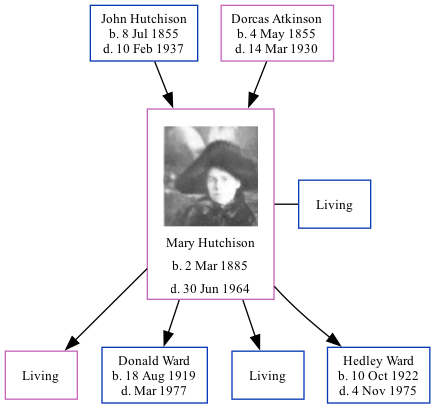 John Hutchison
b. 8 Jul 1855
d. 10 Feb 1937
Dorcas Atkinson
b. 4 May 1855
d. 14 Mar 1930
Mary Hutchison
b. 2 Mar 1885
d. 30 Jun 1964
Living
Living
Donald Ward
b. 18 Aug 1919
d. Mar 1977
Living
Hedley Ward
b. 10 Oct 1922
d. 4 Nov 1975